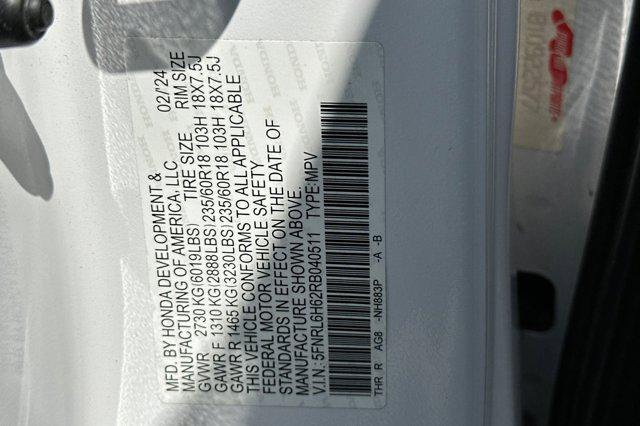 MFD. BY HONDA DEVELOPMENT & 02/'24
MANUFACTURING OF AMERICA, LLC
TIRE SIZE RIM SIZE
GVWR 2730 KG(6019LBS)
GAWR F 1310 KG(2888LBS) 235/60R18 103H 18X7.5J
GAWR R 1465 KG(3230LBS) 235/60R18 103H 18X7.5J
THIS VEHICLE CONFORMS TO ALL APPLICABLE
FEDERAL MOTOR VEHICLE SAFETY
STANDARDS IN EFFECT ON THE DATE OF
MANUFACTURE SHOWN ABOVE.
V.I.N.: 5FNRL6H62RB040511 TYPE:MPV
THR R AG8 -NH883P -A -B
HONDA